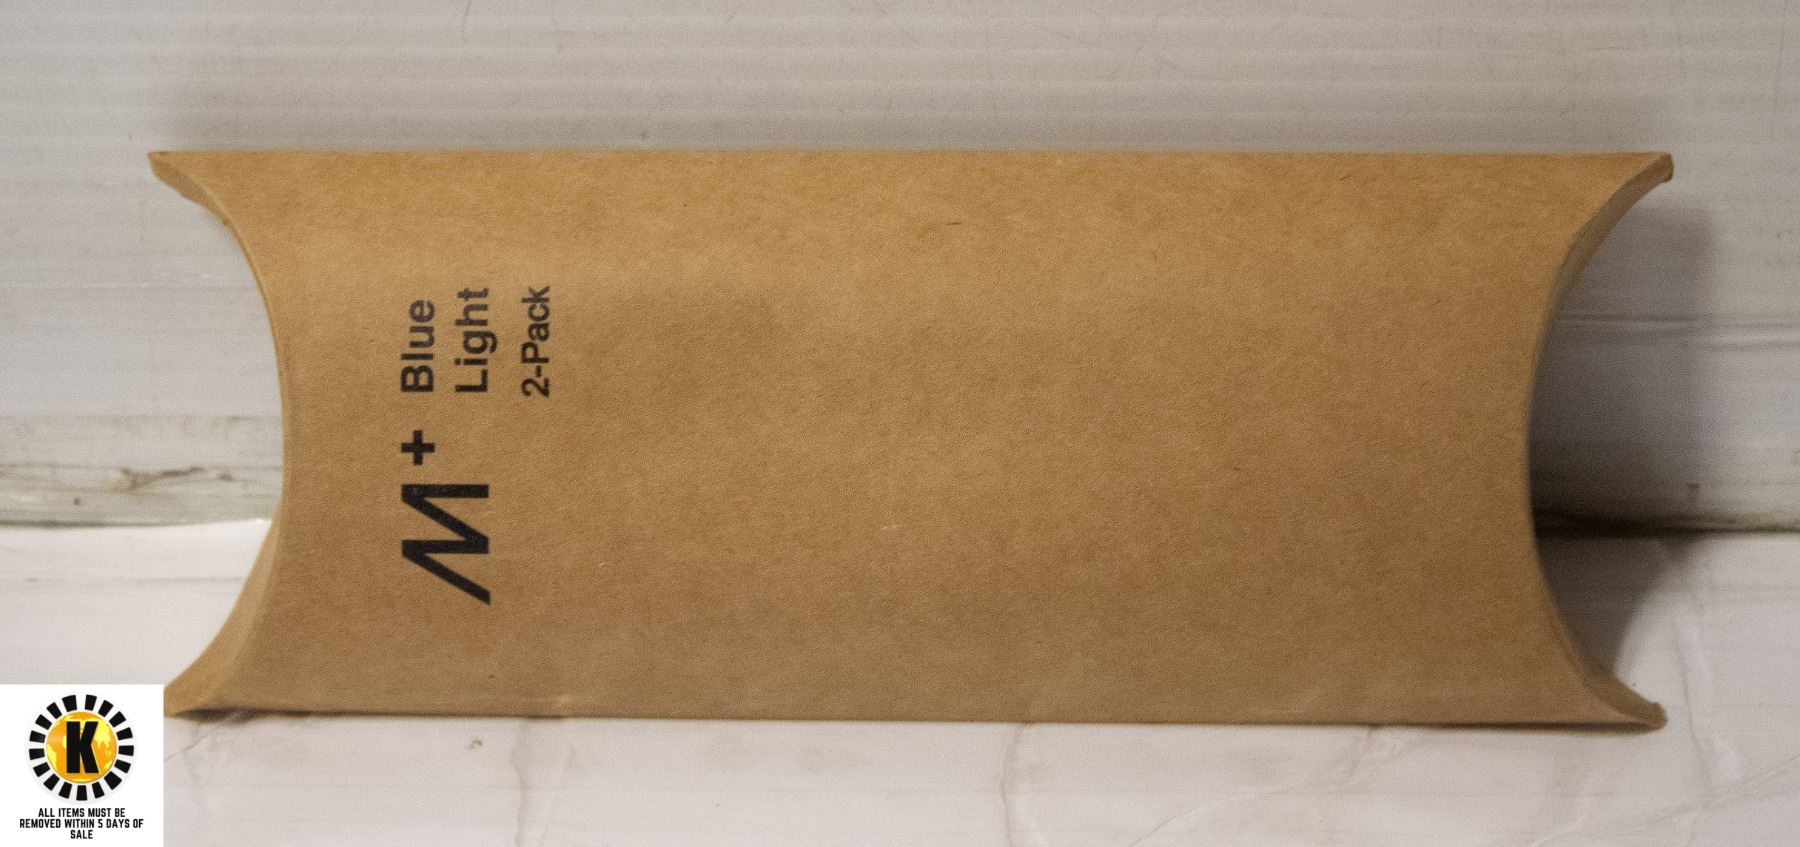 M + Blue
Light
2-Pack
K
ALL ITEMS MUST BE
REMOVED WITHIN 5 DAYS OF
SALE